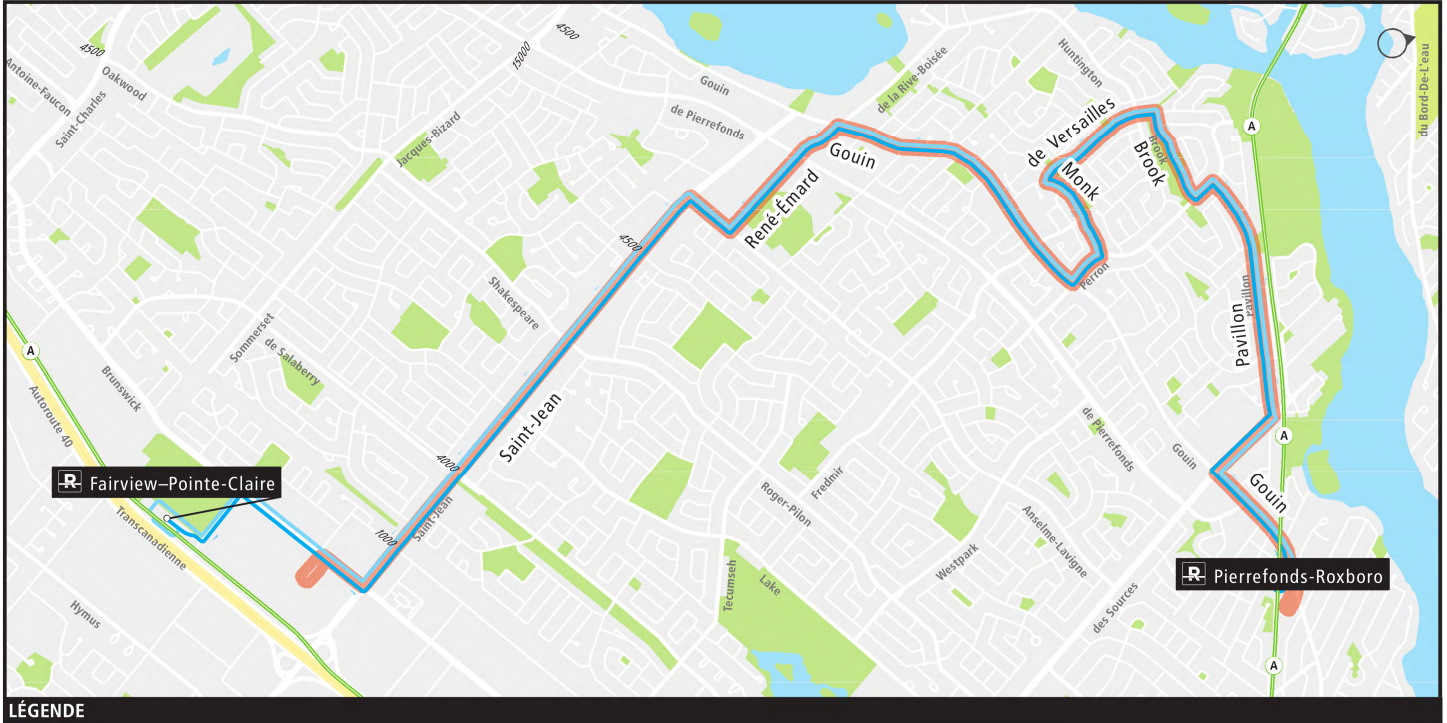 4500
15000
4500
Huntington
de la Rive-Boisée
Gouin
du Bord-De-L'eau
Antoine-Faucon
Oakwood
Saint-Charles
Jacques-Bizard
de Pierrefonds
de Versailles
A
Brook
Brook
Gouin
Monk
René-Émard
4500
Perron
Shakespeare
Pavillon
Pavillon
Sommerset
de Salaberry
A
Brunswick
Autoroute 40
Saint-Jean
de Pierrefonds
A
4000
Gouin
R Fairview–Pointe-Claire
Fredmir
Roger-Pilon
Gouin
Saint-Jean
1000
Transcanadienne
Anselme-Lavigne
Westpark
Tecumseh
Lake
R Pierrefonds-Roxboro
des Sources
Hymus
A
LÉGENDE